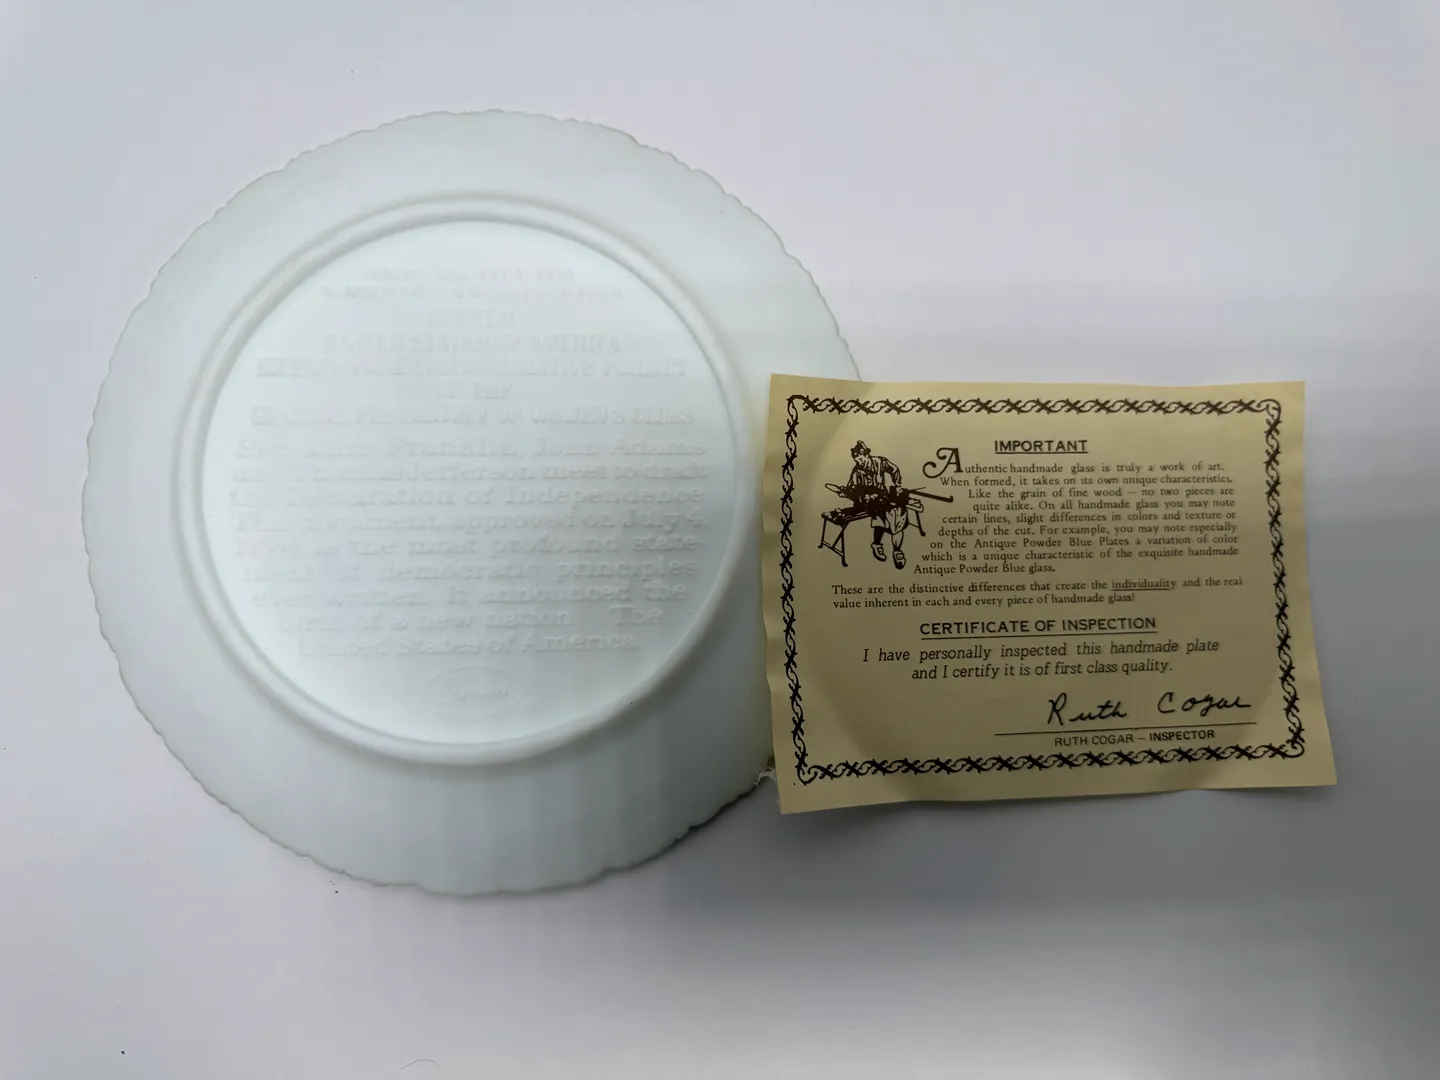 UNITED STATES OF AMERICA
OF THE
FEDERATION OF WOMEN'S CLUBS
Franklin, John Adams
Jefferson meet to draft
of Independence
approved on July 4,
the most profound state
democratic principles
ever written. It announced the
birth of a new nation The
United States of America.
IMPORTANT
Authentic handmade glass is truly a work of art.
When formed, it takes on its own unique characteristics.
Like the grain of fine wood — no two pieces are
quite alike. On all handmade glass you may note
certain lines, slight differences in colors and texture or
depths of the cut. For example, you may note especially
on the Antique Powder Blue Plates a variation of color
which is a unique characteristic of the exquisite handmade
Antique Powder Blue glass.
These are the distinctive differences that create the individuality and the real
value inherent in each and every piece of handmade glass!
CERTIFICATE OF INSPECTION
I have personally inspected this handmade plate
and I certify it is of first class quality.
Ruth Cogar
RUTH COGAR — INSPECTOR